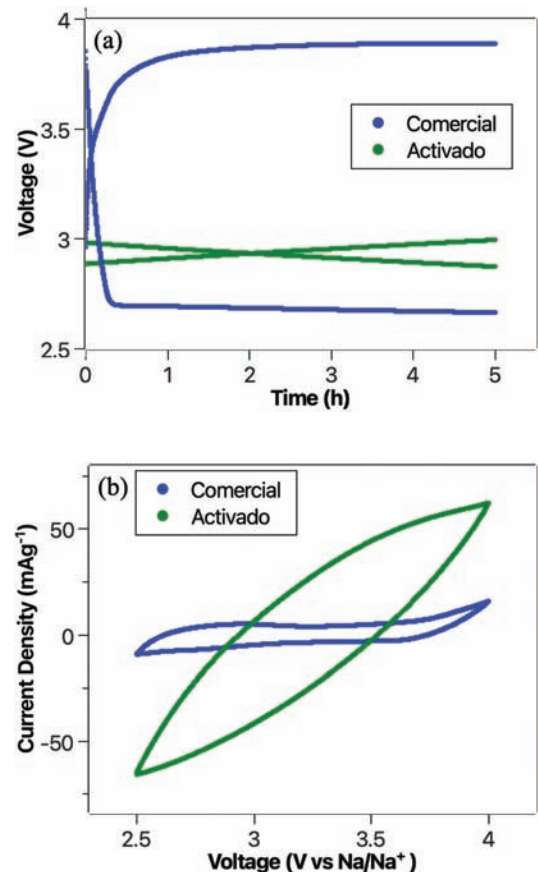 (a)
4
3.5
3
2.5
Voltage (V)
Comercial
Activado
0
1
2
3
4
5
Time (h)
(b)
Comercial
Activado
50
0
-50
Current Density (mAg⁻¹)
2.5
3
3.5
4
Voltage (V vs Na/Na⁺ )